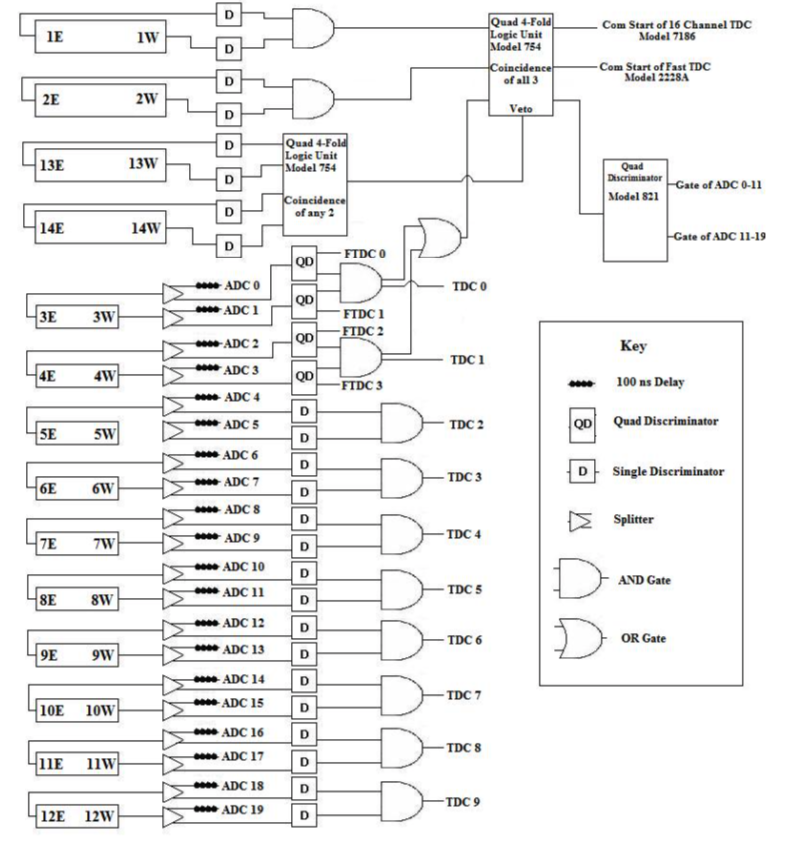 D
1E 1W
D
D
2E 2W
D
D
13E 13W
D
D
14E 14W
D
Quad 4-Fold
Logic Unit
Model 754
Coincidence
of any 2
Quad 4-Fold
Logic Unit
Model 754
Coincidence
of all 3
Veto
Com Start of 16 Channel TDC
Model 7186
Com Start of Fast TDC
Model 2228A
Quad
Discriminator
Model 821
Gate of ADC 0-11
Gate of ADC 11-19
QD FTDC 0
ADC 0
3E 3W
ADC 1
QD
TDC 0
FTDC 1
FTDC 2
ADC 2
QD
4E 4W
ADC 3
QD
TDC 1
FTDC 3
ADC 4
D
5E 5W
ADC 5
D
TDC 2
ADC 6
D
6E 6W
ADC 7
D
TDC 3
ADC 8
D
7E 7W
ADC 9
D
TDC 4
ADC 10
D
8E 8W
ADC 11
D
TDC 5
ADC 12
D
9E 9W
ADC 13
D
TDC 6
ADC 14
D
10E 10W
ADC 15
D
TDC 7
ADC 16
D
11E 11W
ADC 17
D
TDC 8
ADC 18
D
12E 12W
ADC 19
D
TDC 9
Key
100 ns Delay
QD Quad Discriminator
D Single Discriminator
Splitter
AND Gate
OR Gate